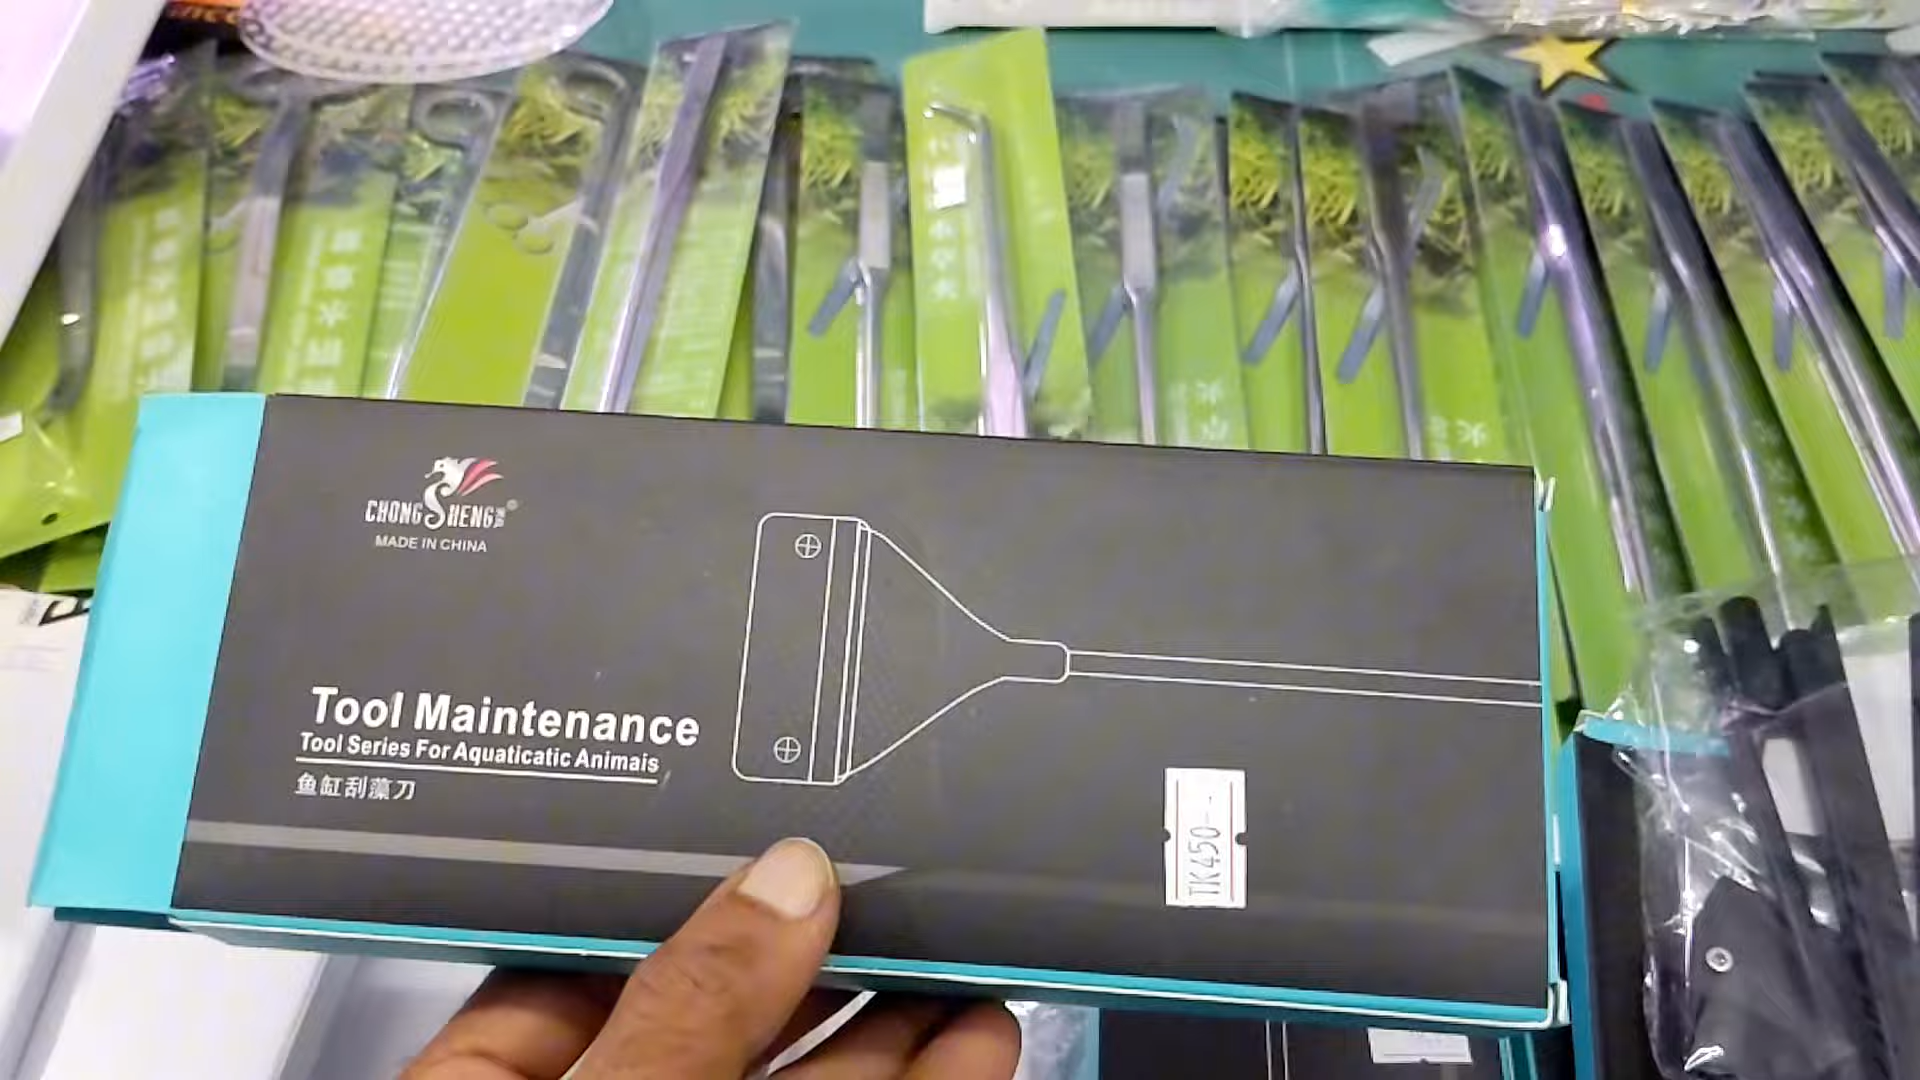 CHONG SHENG
MADE IN CHINA
Tool Maintenance
Tool Series For Aquaticatic Animais
鱼缸刮藻刀
TK450--